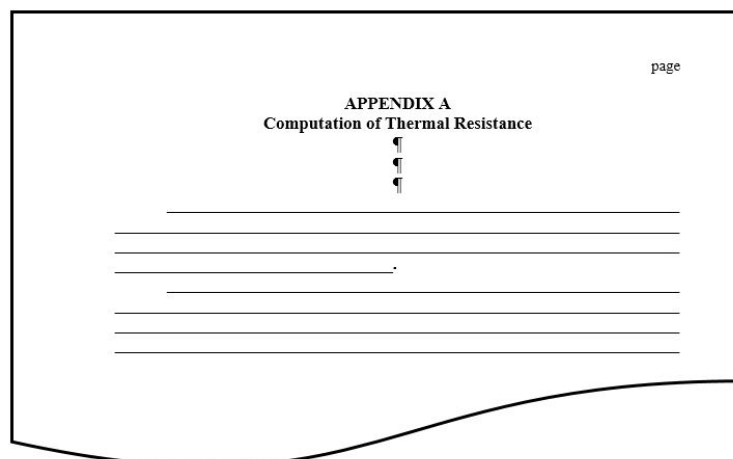 page
APPENDIX A
Computation of Thermal Resistance
¶
¶
¶
.